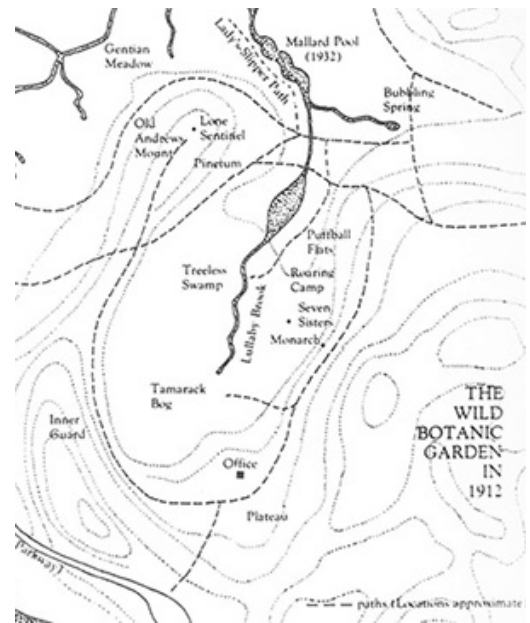 Gentian
Meadow
Lady's-Slipper Path
Mallard Pool
(1932)
Bubbling
Spring
Old
Andrews
Mount
Lone
Sentinel
Pinetum
Puffball
Flats
Treeless
Swamp
Roaring
Camp
Lullaby Brook
Seven
Sisters
Monarch
Tamarack
Bog
Inner
Guard
Office
Plateau
THE
WILD
BOTANIC
GARDEN
IN
1912
Parkway)
paths (Locations approximate